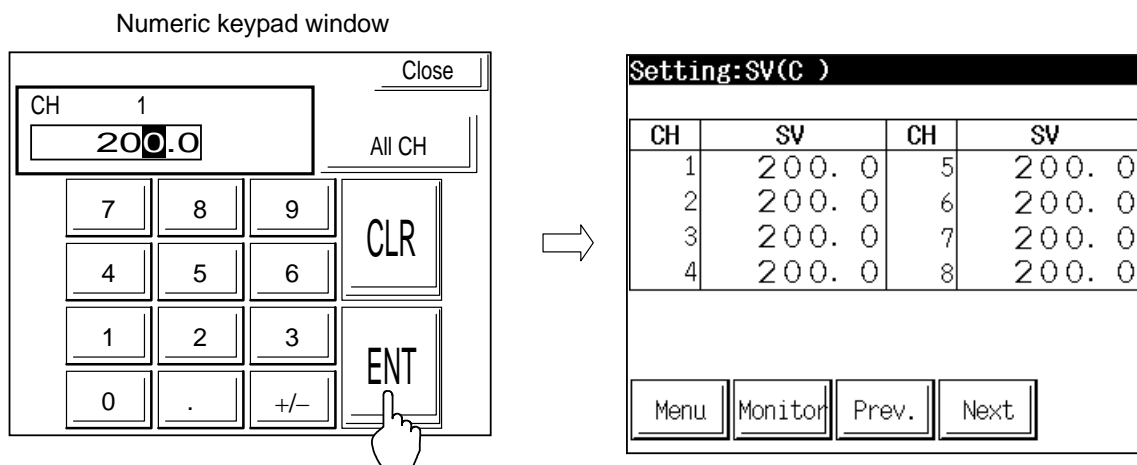 Numeric keypad window
Close
CH 1
200.0
All CH
7 8 9
CLR
4 5 6
1 2 3
ENT
0 . +/−
Setting:SV(C )
CH SV CH SV
1 200. 0 5 200. 0
2 200. 0 6 200. 0
3 200. 0 7 200. 0
4 200. 0 8 200. 0
Menu Monitor Prev. Next